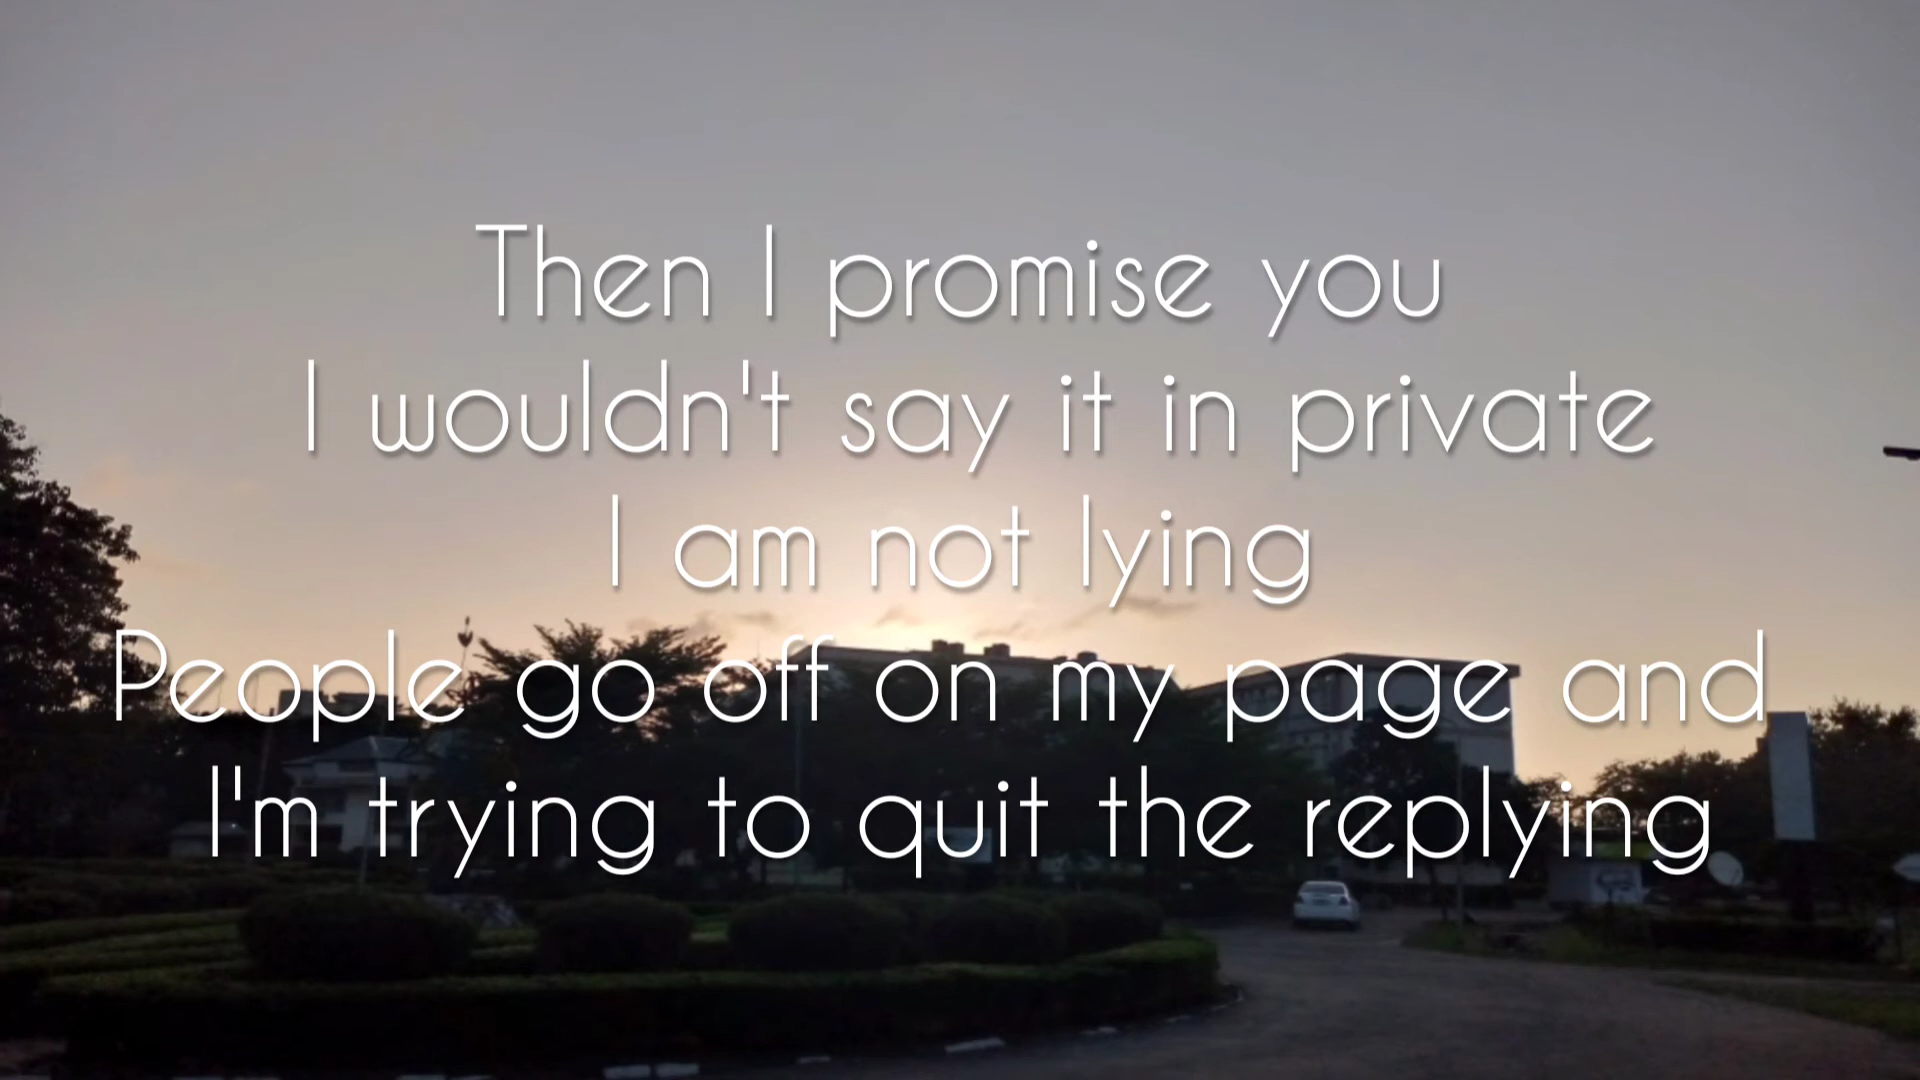 Then I promise you
I wouldn't say it in private
I am not lying
People go off on my page and
I'm trying to quit the replying